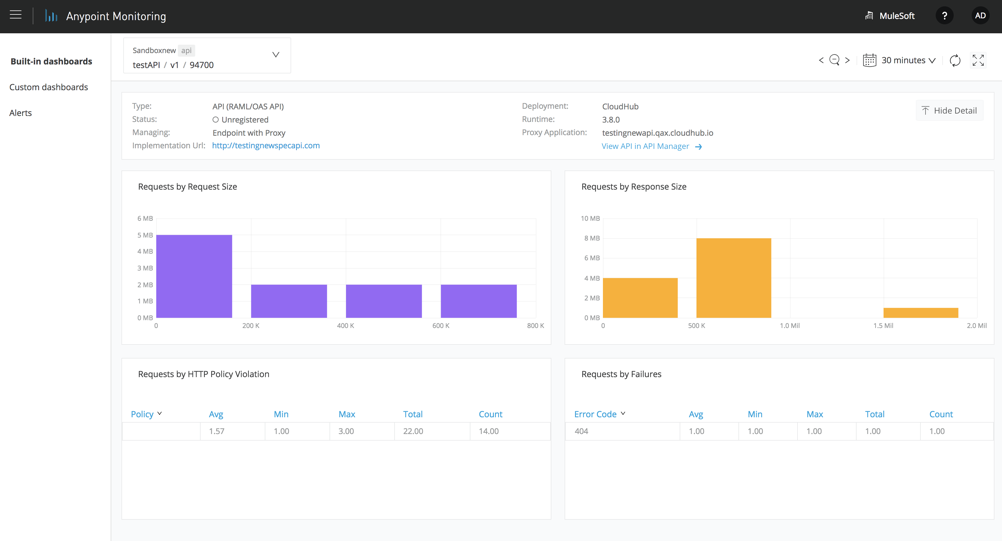 Anypoint Monitoring
MuleSoft
?
AD
Built-in dashboards
Custom dashboards
Alerts
Sandboxnew api
testAPI / v1 / 94700
30 minutes
Type: API (RAML/OAS API)
Status: Unregistered
Managing: Endpoint with Proxy
Implementation Url: http://testingnewspecapi.com
Deployment: CloudHub
Runtime: 3.8.0
Proxy Application: testingnewapi.qax.cloudhub.io
View API in API Manager →
Hide Detail
Requests by Request Size
6 MB
5 MB
4 MB
3 MB
2 MB
1 MB
0 MB
0 200 K 400 K 600 K 800 K
Requests by Response Size
10 MB
8 MB
6 MB
4 MB
2 MB
0 MB
0 500 K 1.0 Mil 1.5 Mil 2.0 Mil
Requests by HTTP Policy Violation
Policy Avg Min Max Total Count
1.57 1.00 3.00 22.00 14.00
Requests by Failures
Error Code Avg Min Max Total Count
404 1.00 1.00 1.00 1.00 1.00